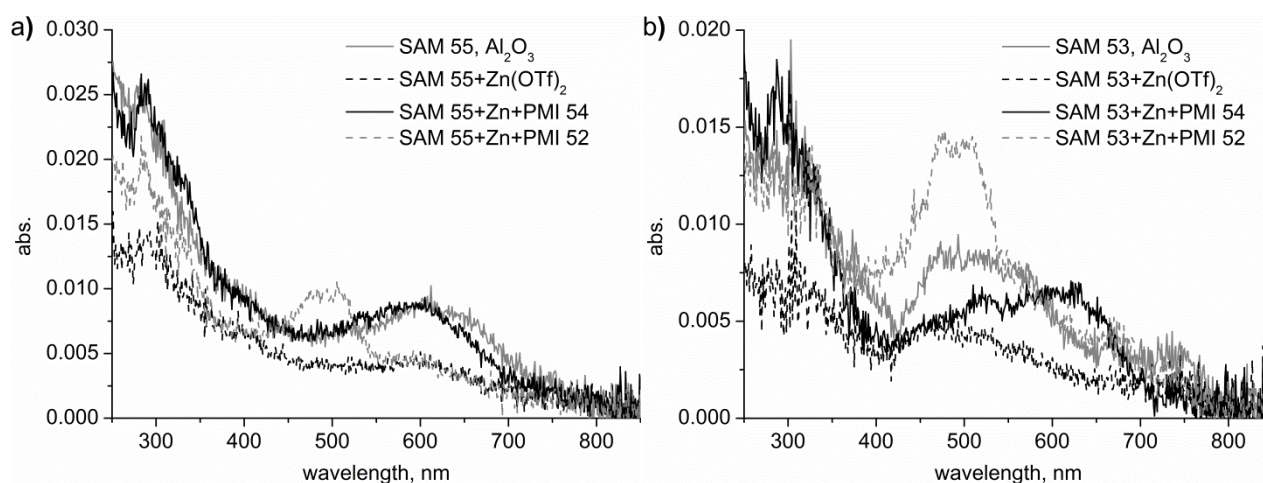 a)
0.030
0.025
0.020
0.015
0.010
0.005
0.000
abs.
300 400 500 600 700 800
wavelength, nm
SAM 55, Al₂O₃
SAM 55+Zn(OTf)₂
SAM 55+Zn+PMI 54
SAM 55+Zn+PMI 52
b)
0.020
0.015
0.010
0.005
0.000
abs.
300 400 500 600 700 800
wavelength, nm
SAM 53, Al₂O₃
SAM 53+Zn(OTf)₂
SAM 53+Zn+PMI 54
SAM 53+Zn+PMI 52